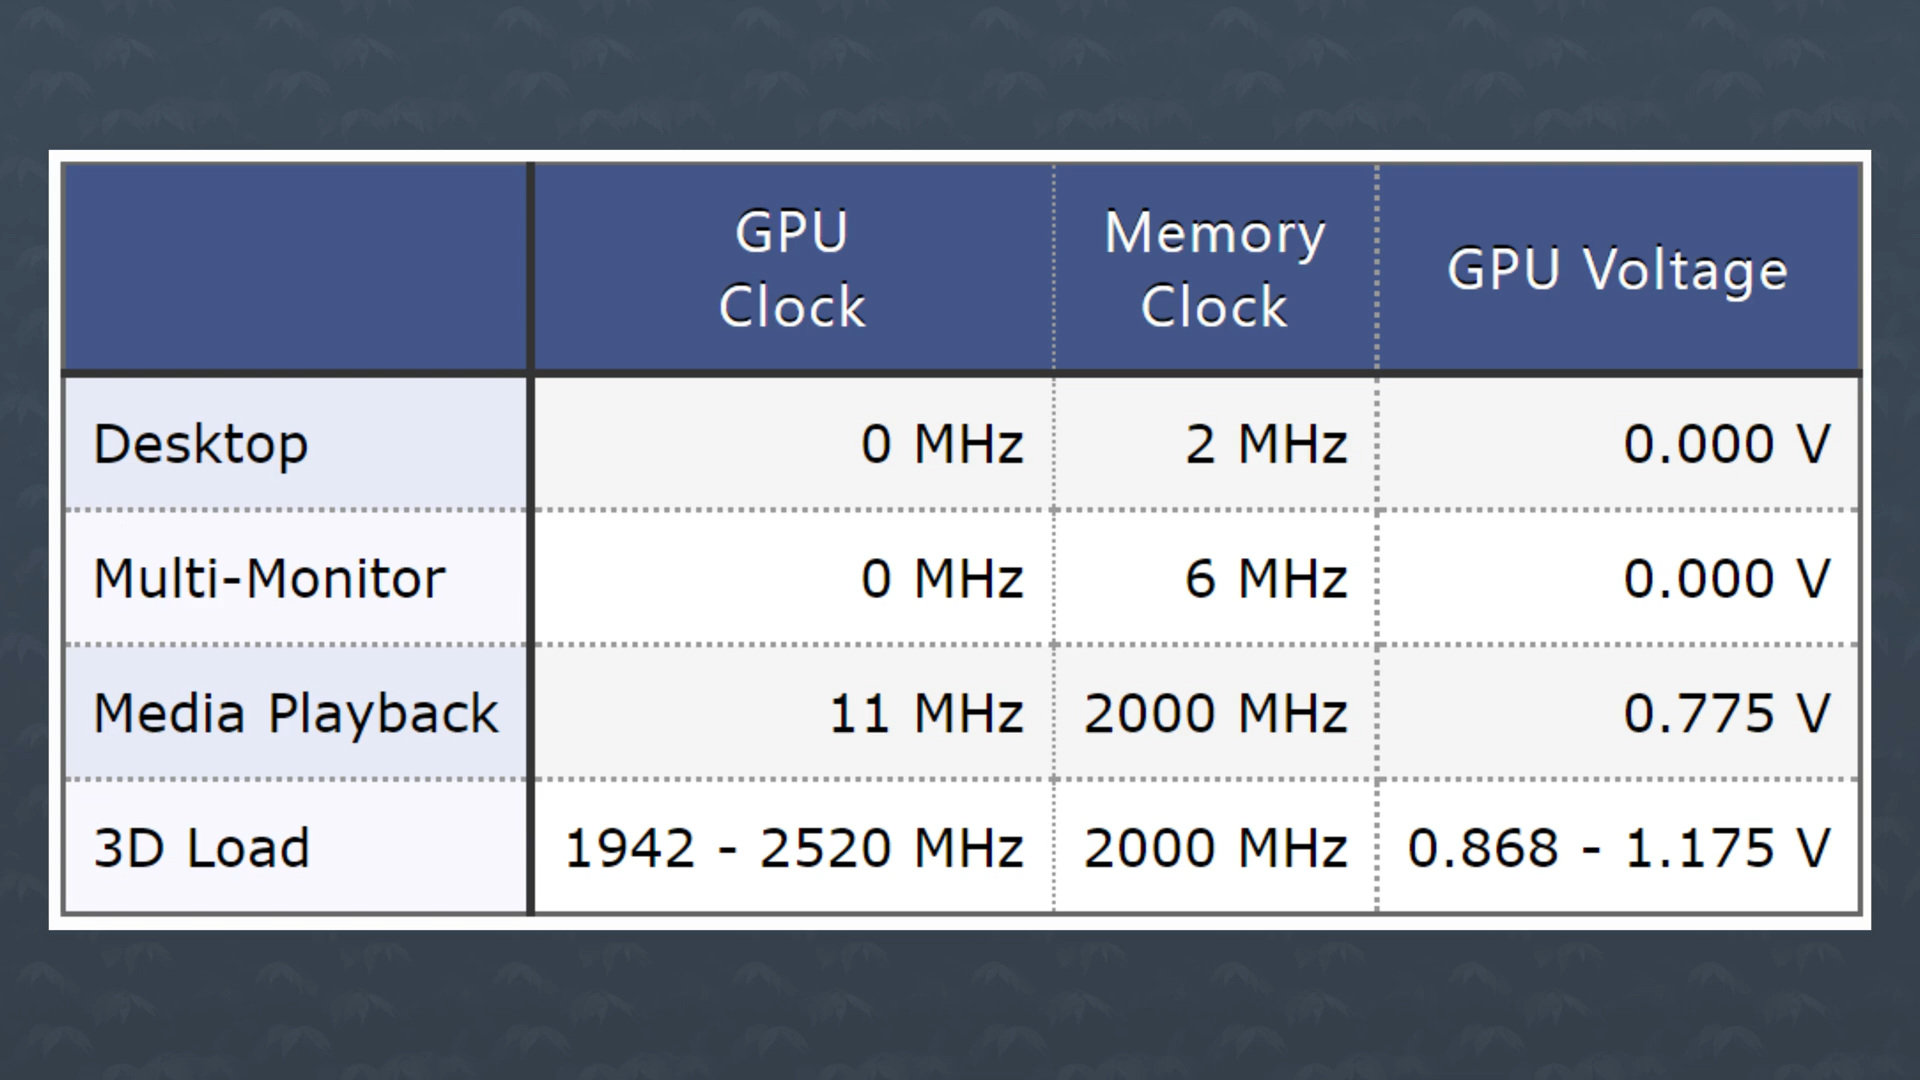 GPU Clock
Memory Clock
GPU Voltage
Desktop 0 MHz 2 MHz 0.000 V
Multi-Monitor 0 MHz 6 MHz 0.000 V
Media Playback 11 MHz 2000 MHz 0.775 V
3D Load 1942 - 2520 MHz 2000 MHz 0.868 - 1.175 V